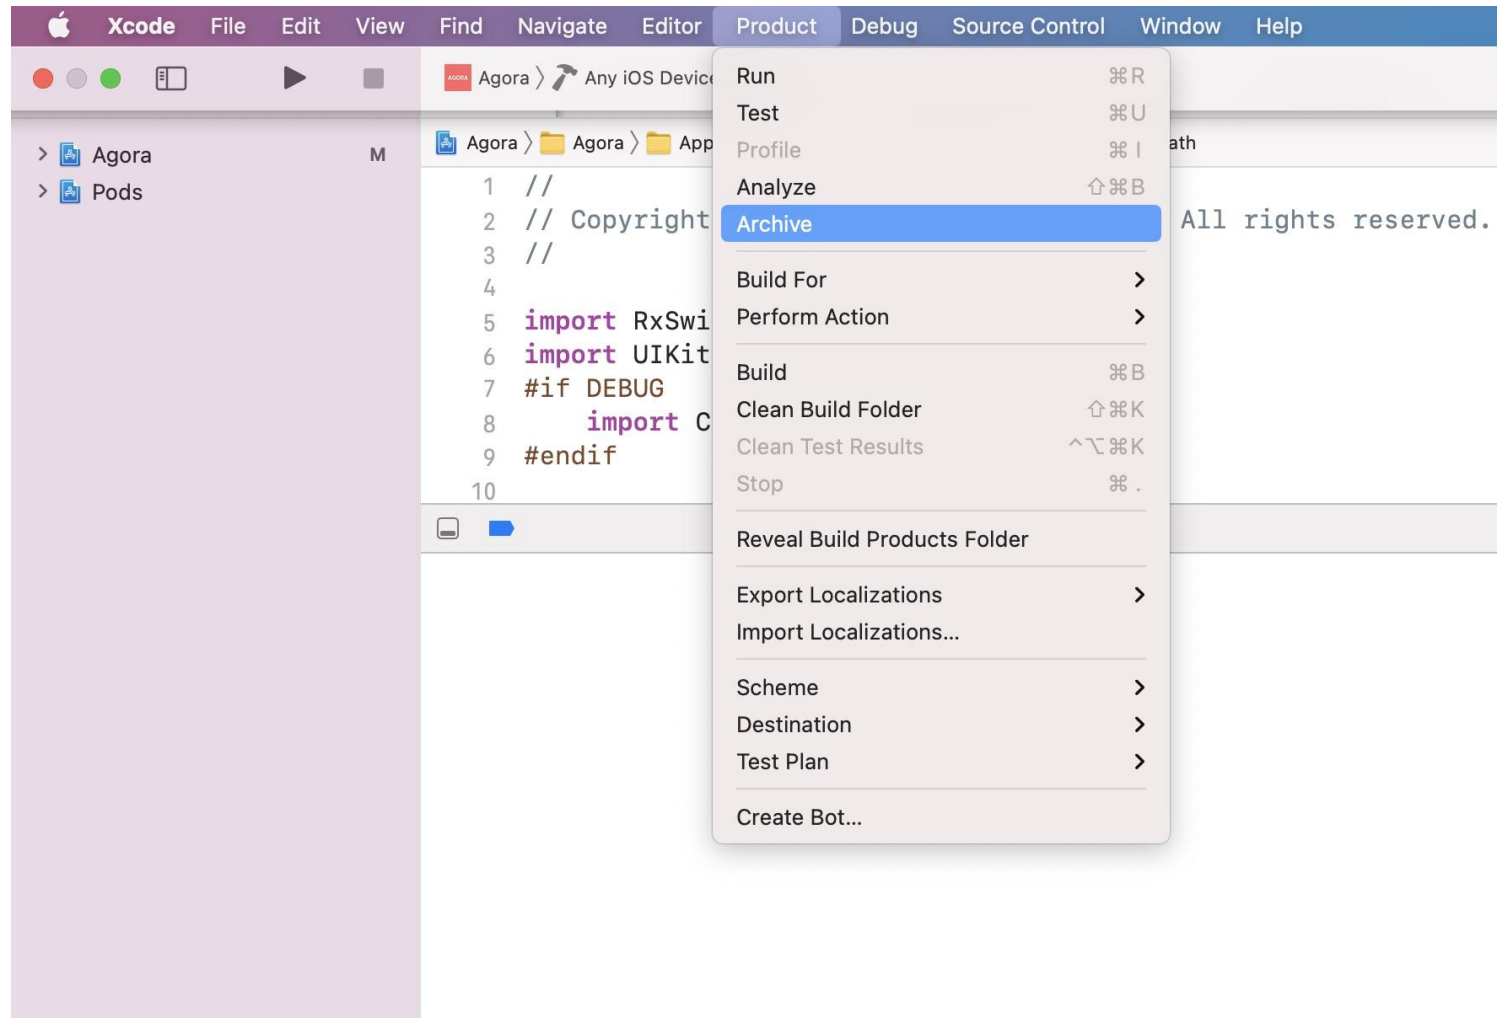 Xcode File Edit View Find Navigate Editor Product Debug Source Control Window Help
AGORA Agora 〉 Any iOS Device
Agora M
Pods
Agora 〉 Agora 〉 App ath
1 //
2 // Copyright All rights reserved.
3 //
4
5 import RxSwi
6 import UIKit
7 #if DEBUG
8 import C
9 #endif
10
Run ⌘R
Test ⌘U
Profile ⌘I
Analyze ⇧⌘B
Archive
Build For
Perform Action
Build ⌘B
Clean Build Folder ⇧⌘K
Clean Test Results ^⌥⌘K
Stop ⌘.
Reveal Build Products Folder
Export Localizations
Import Localizations...
Scheme
Destination
Test Plan
Create Bot...